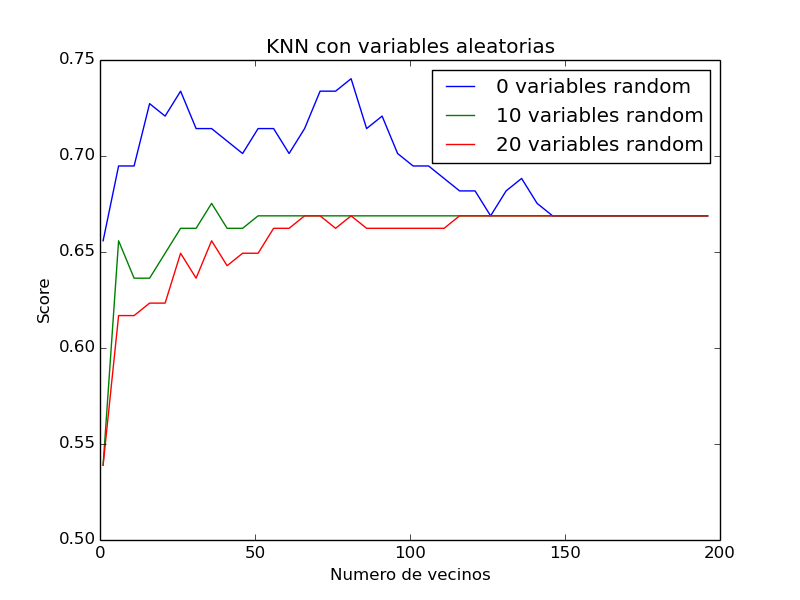 KNN con variables aleatorias
0.75
0.70
0.65
0.60
0.55
0.50
Score
0 variables random
10 variables random
20 variables random
0
50
100
150
200
Numero de vecinos